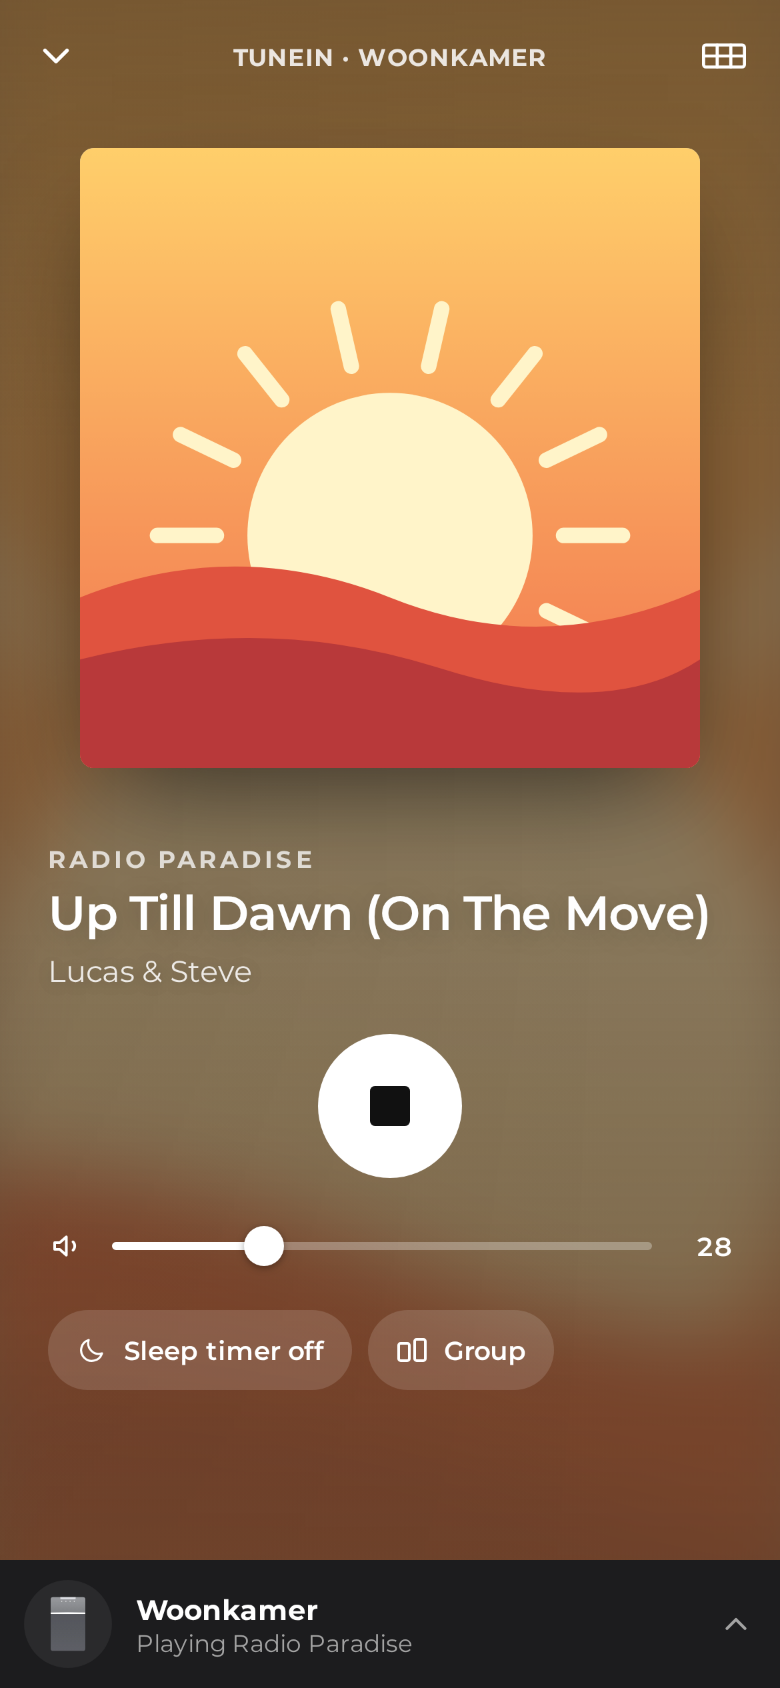 TUNEIN · WOONKAMER
RADIO PARADISE
Up Till Dawn (On The Move)
Lucas & Steve
28
Sleep timer off
Group
Woonkamer
Playing Radio Paradise